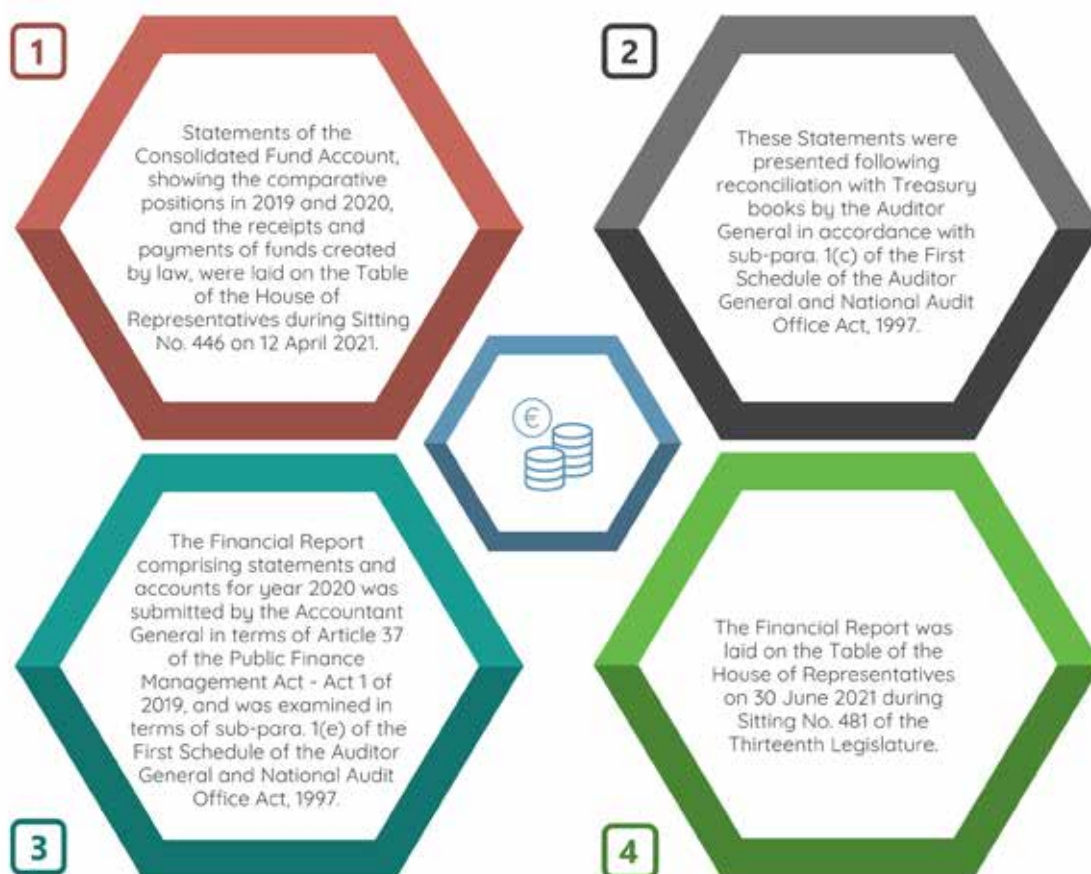 1
Statements of the
Consolidated Fund Account,
showing the comparative
positions in 2019 and 2020,
and the receipts and
payments of funds created
by law, were laid on the Table
of the House of
Representatives during Sitting
No. 446 on 12 April 2021.
2
These Statements were
presented following
reconciliation with Treasury
books by the Auditor
General in accordance with
sub-para. 1(c) of the First
Schedule of the Auditor
General and National Audit
Office Act, 1997.
€
3
The Financial Report
comprising statements and
accounts for year 2020 was
submitted by the Accountant
General in terms of Article 37
of the Public Finance
Management Act - Act 1 of
2019, and was examined in
terms of sub-para. 1(e) of the
First Schedule of the Auditor
General and National Audit
Office Act, 1997.
4
The Financial Report was
laid on the Table of the
House of Representatives
on 30 June 2021 during
Sitting No. 481 of the
Thirteenth Legislature.